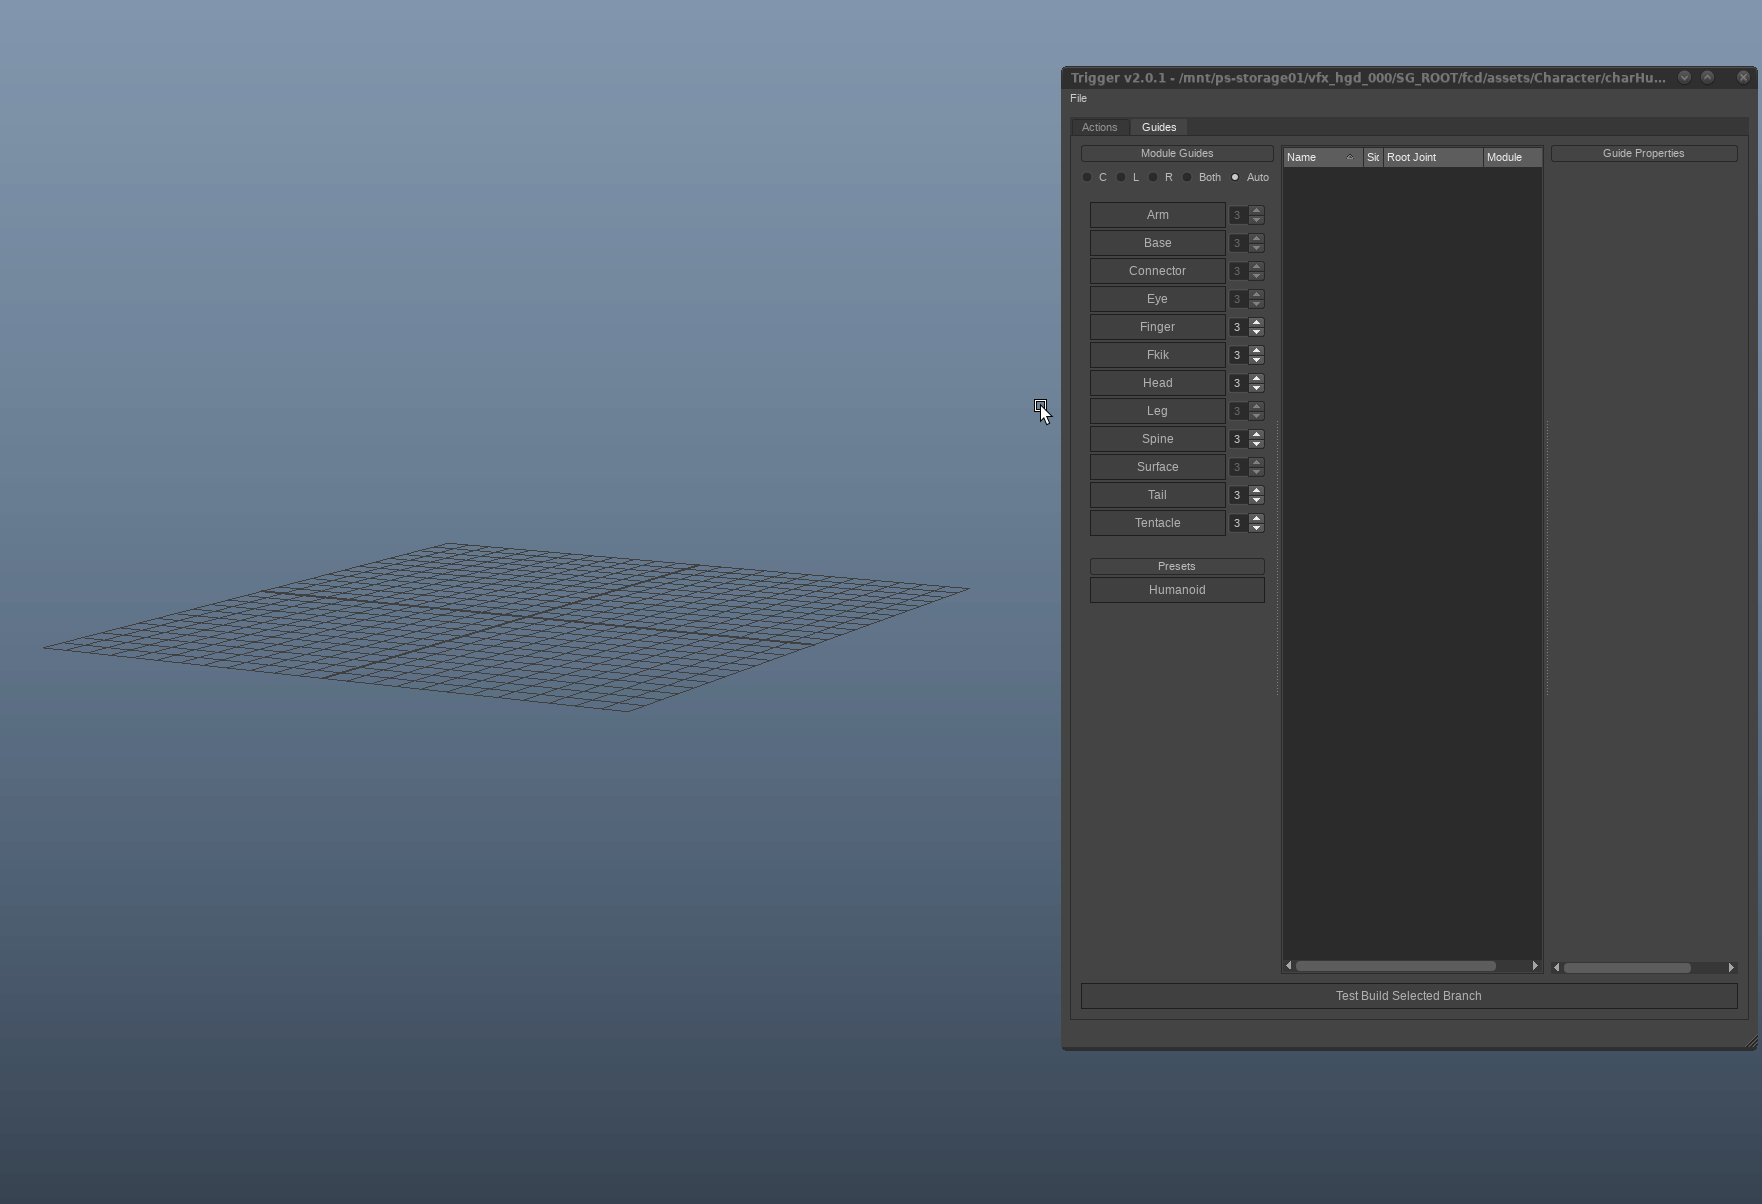 Trigger v2.0.1 - /mnt/ps-storage01/vfx_hgd_000/SG_ROOT/fcd/assets/Character/charHu...
File
Actions Guides
Module Guides
C L R Both Auto
Arm 3
Base 3
Connector 3
Eye 3
Finger 3
Fkik 3
Head 3
Leg 3
Spine 3
Surface 3
Tail 3
Tentacle 3
Presets
Humanoid
Name Sic Root Joint Module
Guide Properties
Test Build Selected Branch